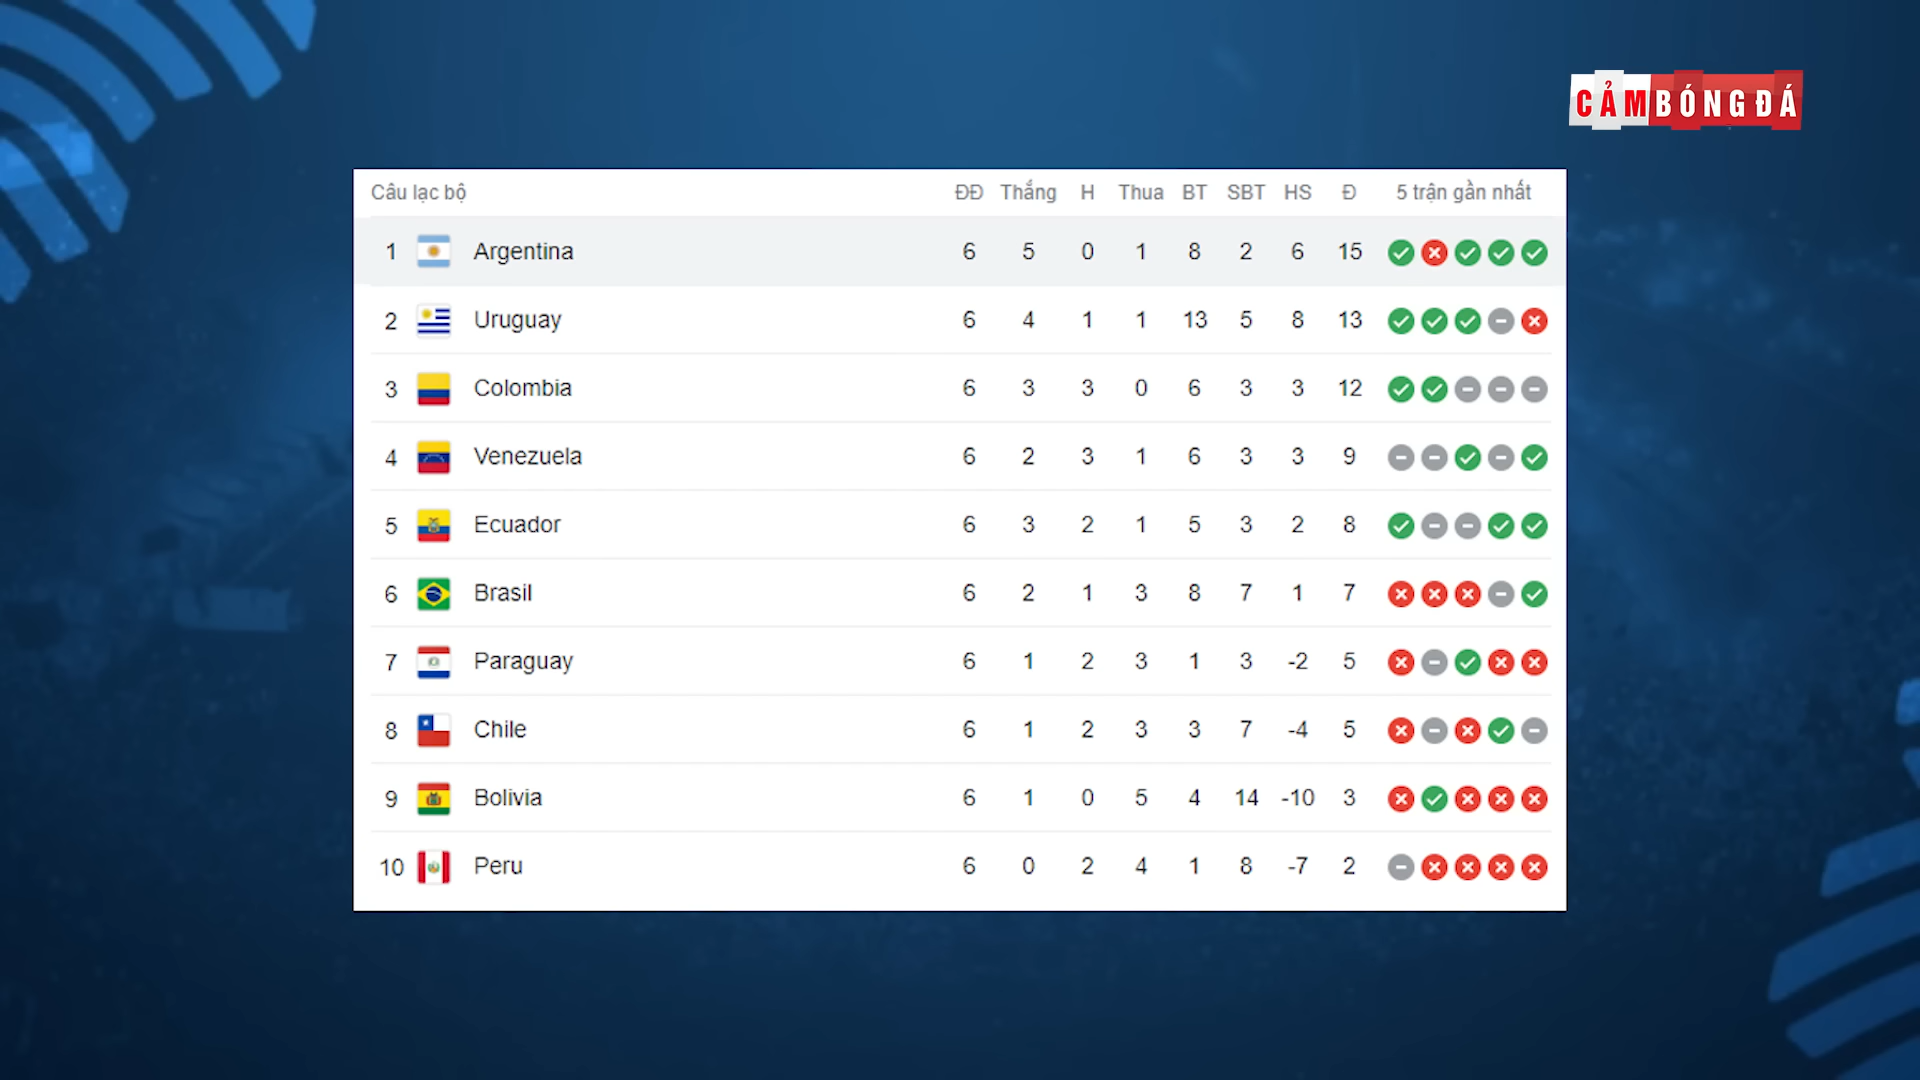 CẢM BÓNG ĐÁ
Câu lạc bộ ĐĐ Thắng H Thua BT SBT HS Đ 5 trận gần nhất
1 Argentina 6 5 0 1 8 2 6 15
2 Uruguay 6 4 1 1 13 5 8 13
3 Colombia 6 3 3 0 6 3 3 12
4 Venezuela 6 2 3 1 6 3 3 9
5 Ecuador 6 3 2 1 5 3 2 8
6 Brasil 6 2 1 3 8 7 1 7
7 Paraguay 6 1 2 3 1 3 -2 5
8 Chile 6 1 2 3 3 7 -4 5
9 Bolivia 6 1 0 5 4 14 -10 3
10 Peru 6 0 2 4 1 8 -7 2